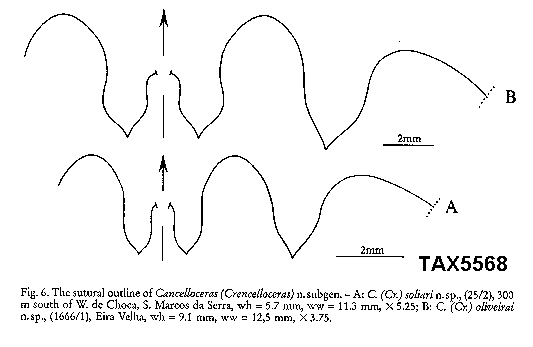 B
2mm
A
2mm
TAX5568
Fig. 6. The sutural outline of Cancelloceras (Crencelloceras) n.subgen. – A: C. (Cr.) soliari n.sp., (25/2), 300
m south of W. de Choca, S. Marcos da Serra, wh = 5.7 mm, ww = 11.3 mm, × 5.25; B: C. (Cr.) oliveirai
n.sp., (1666/1), Eira Velha, wh = 9.1 mm, ww = 12,5 mm, × 3.75.